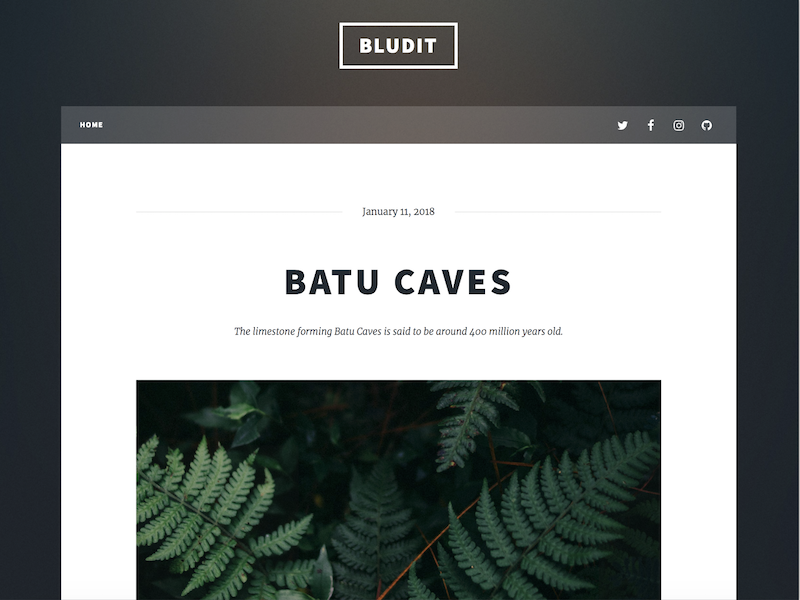 BLUDIT
HOME
January 11, 2018
BATU CAVES
The limestone forming Batu Caves is said to be around 400 million years old.